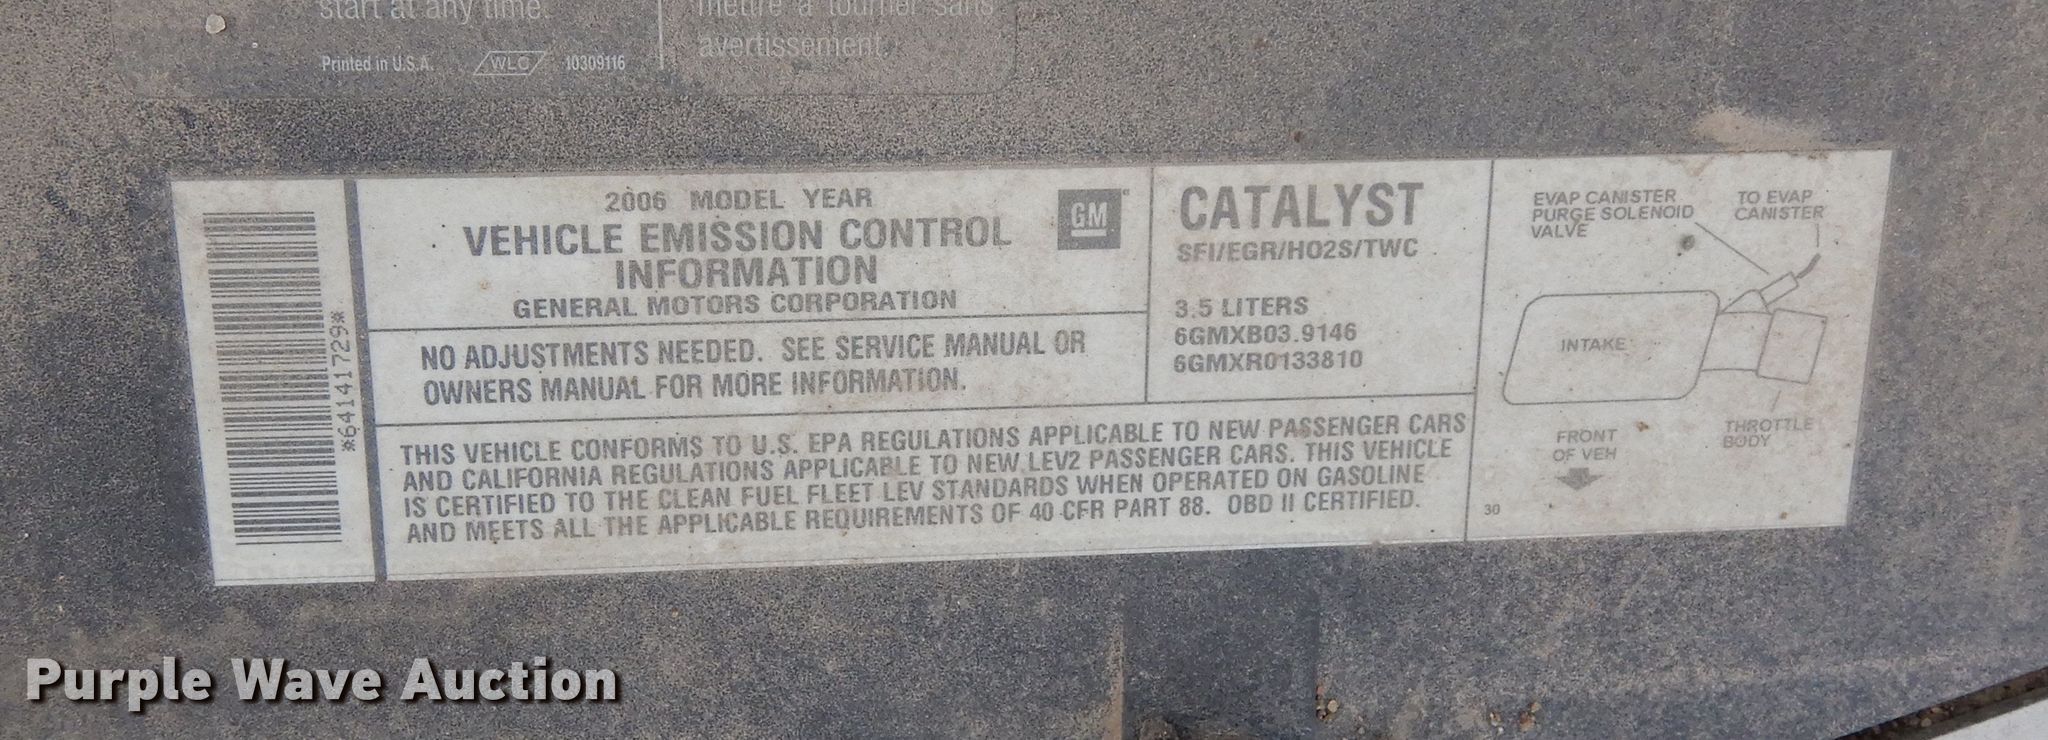 start at any time.
mettre à tourner sans
avertissement.
Printed in U.S.A.
WLC
10309116
*64141729*
2006 MODEL YEAR
VEHICLE EMISSION CONTROL
INFORMATION
GENERAL MOTORS CORPORATION
GM
NO ADJUSTMENTS NEEDED. SEE SERVICE MANUAL OR
OWNERS MANUAL FOR MORE INFORMATION.
CATALYST
SFI/EGR/HO2S/TWC
3.5 LITERS
6GMXB03.9146
6GMXR0133810
THIS VEHICLE CONFORMS TO U.S. EPA REGULATIONS APPLICABLE TO NEW PASSENGER CARS
AND CALIFORNIA REGULATIONS APPLICABLE TO NEW LEV2 PASSENGER CARS. THIS VEHICLE
IS CERTIFIED TO THE CLEAN FUEL FLEET LEV STANDARDS WHEN OPERATED ON GASOLINE
AND MEETS ALL THE APPLICABLE REQUIREMENTS OF 40 CFR PART 88. OBD II CERTIFIED.
EVAP CANISTER
PURGE SOLENOID
VALVE
TO EVAP
CANISTER
INTAKE
THROTTLE
BODY
FRONT
OF VEH
30
Purple Wave Auction